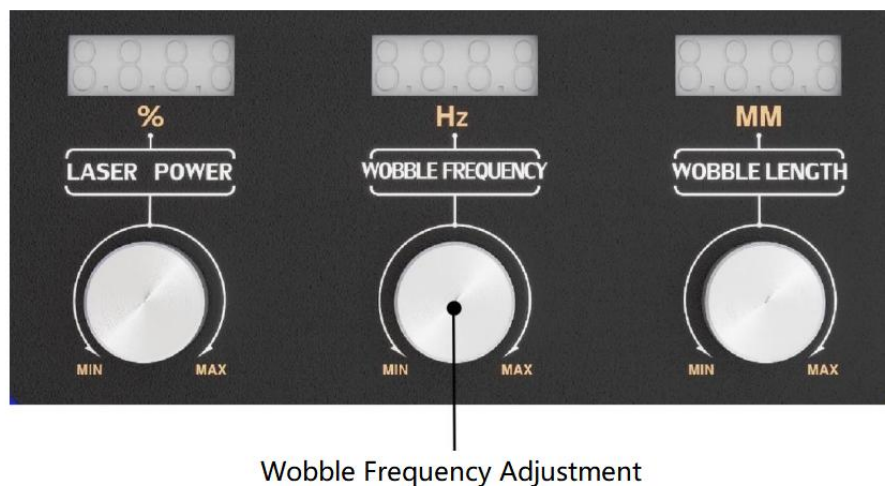 % Hz MM
LASER POWER WOBBLE FREQUENCY WOBBLE LENGTH
MIN MAX MIN MAX MIN MAX
Wobble Frequency Adjustment